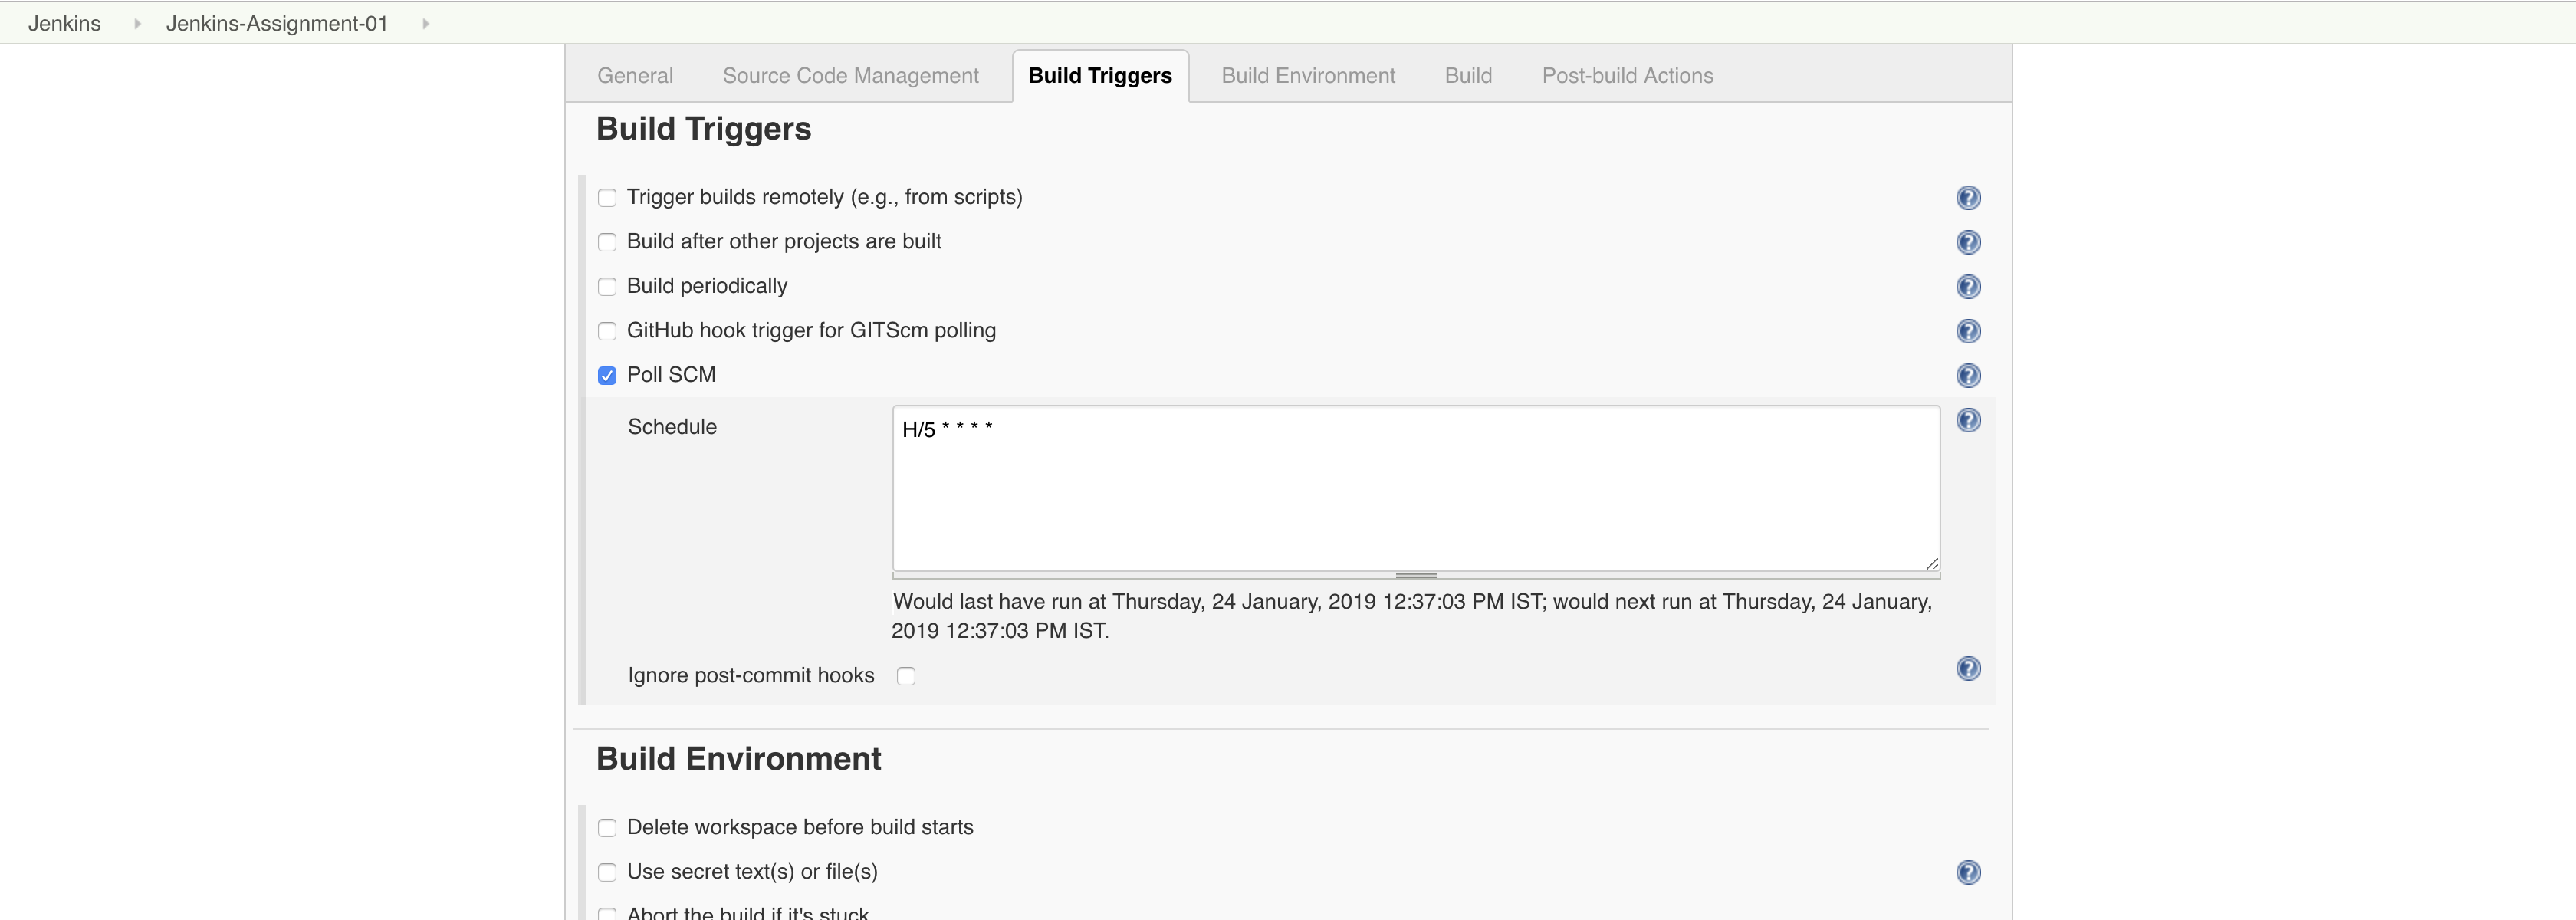 Jenkins Jenkins-Assignment-01
General Source Code Management Build Triggers Build Environment Build Post-build Actions
Build Triggers
Trigger builds remotely (e.g., from scripts)
Build after other projects are built
Build periodically
GitHub hook trigger for GITScm polling
Poll SCM
Schedule
H/5 * * * *
Would last have run at Thursday, 24 January, 2019 12:37:03 PM IST; would next run at Thursday, 24 January,
2019 12:37:03 PM IST.
Ignore post-commit hooks
Build Environment
Delete workspace before build starts
Use secret text(s) or file(s)
Abort the build if it's stuck